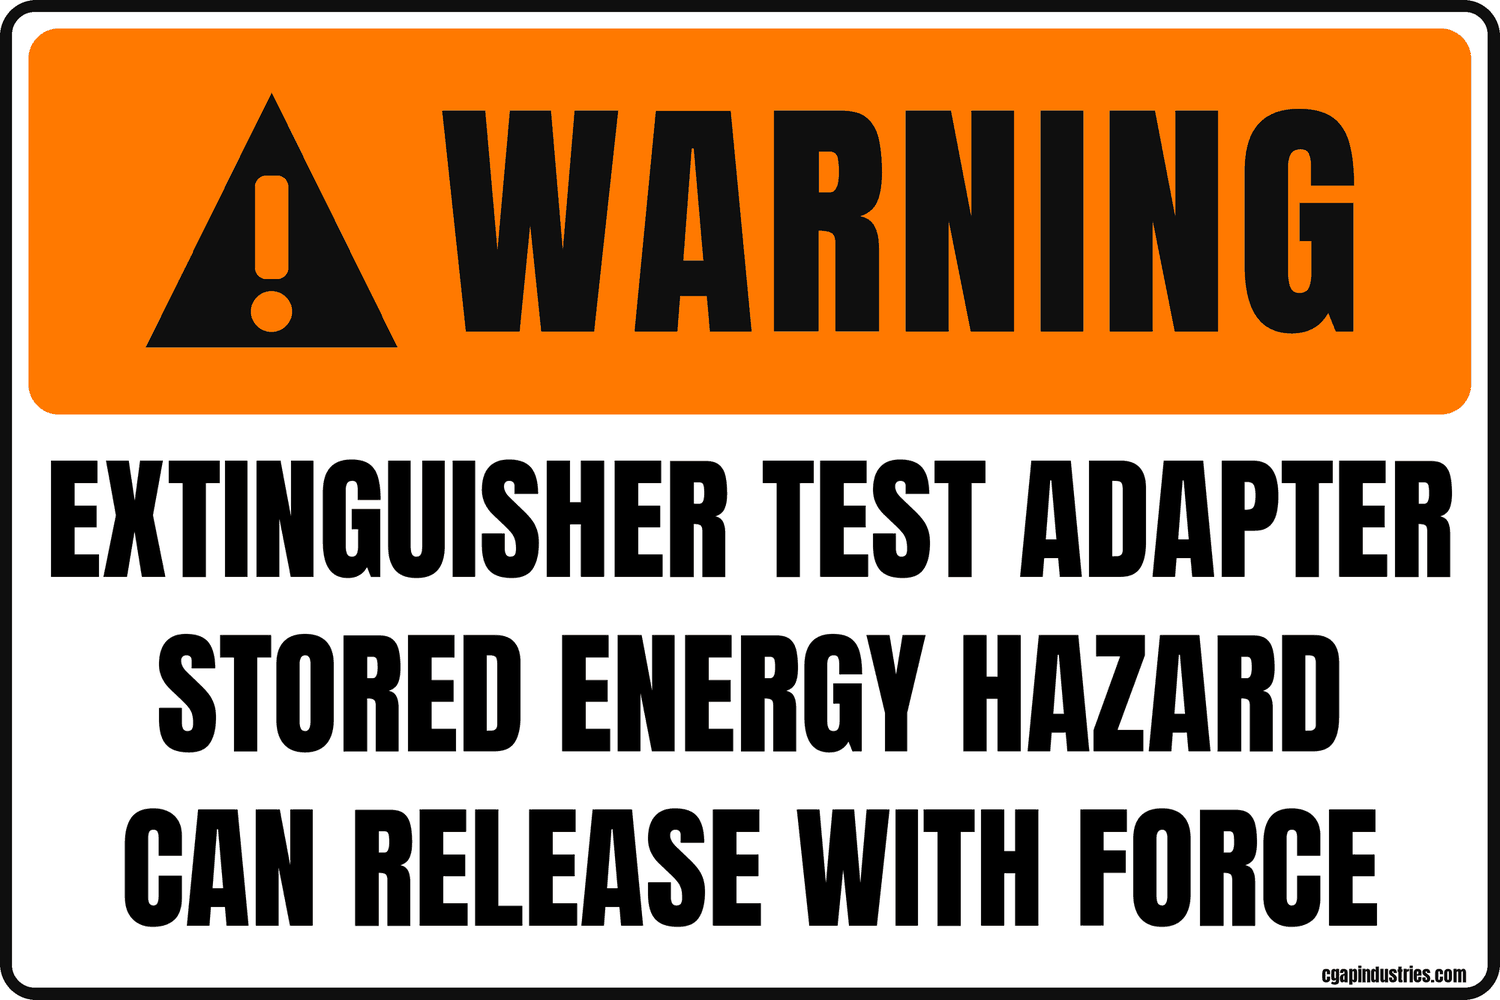 WARNING
EXTINGUISHER TEST ADAPTER
STORED ENERGY HAZARD
CAN RELEASE WITH FORCE
cgapindustries.com